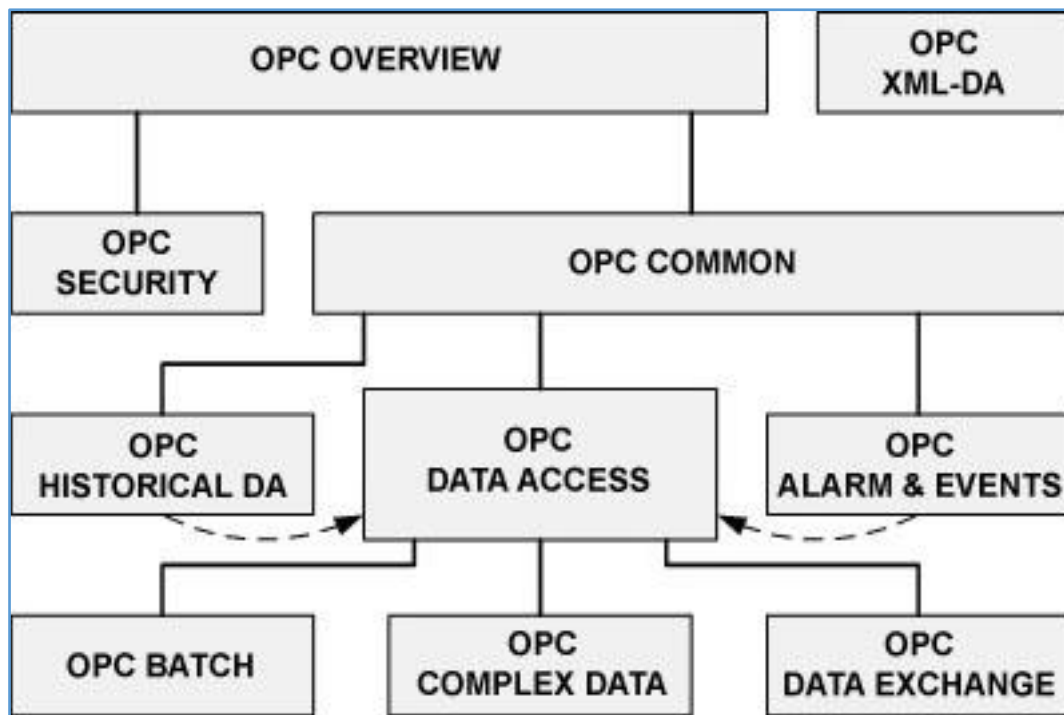 OPC OVERVIEW
OPC
XML-DA
OPC
SECURITY
OPC COMMON
OPC
HISTORICAL DA
OPC
DATA ACCESS
OPC
ALARM & EVENTS
OPC BATCH
OPC
COMPLEX DATA
OPC
DATA EXCHANGE